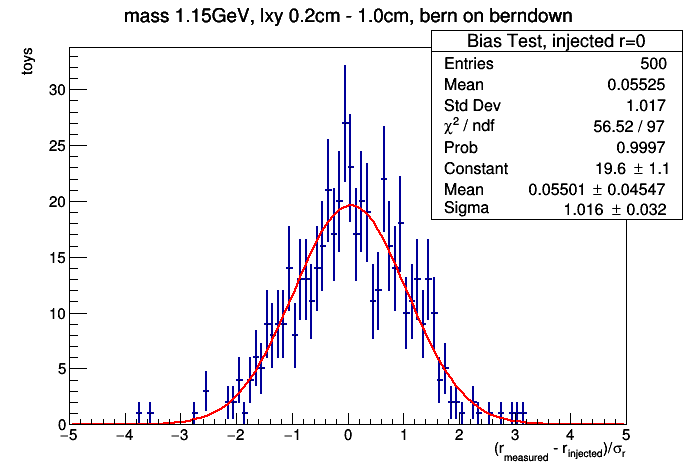 mass 1.15GeV, lxy 0.2cm - 1.0cm, bern on berndown
toys
Bias Test, injected r=0
Entries 500
Mean 0.05525
Std Dev 1.017
χ² / ndf 56.52 / 97
Prob 0.9997
Constant 19.6 ± 1.1
Mean 0.05501 ± 0.04547
Sigma 1.016 ± 0.032
30
25
20
15
10
5
0
−5 −4 −3 −2 −1 0 1 2 3 4 5
(r_measured - r_injected)/σ_r